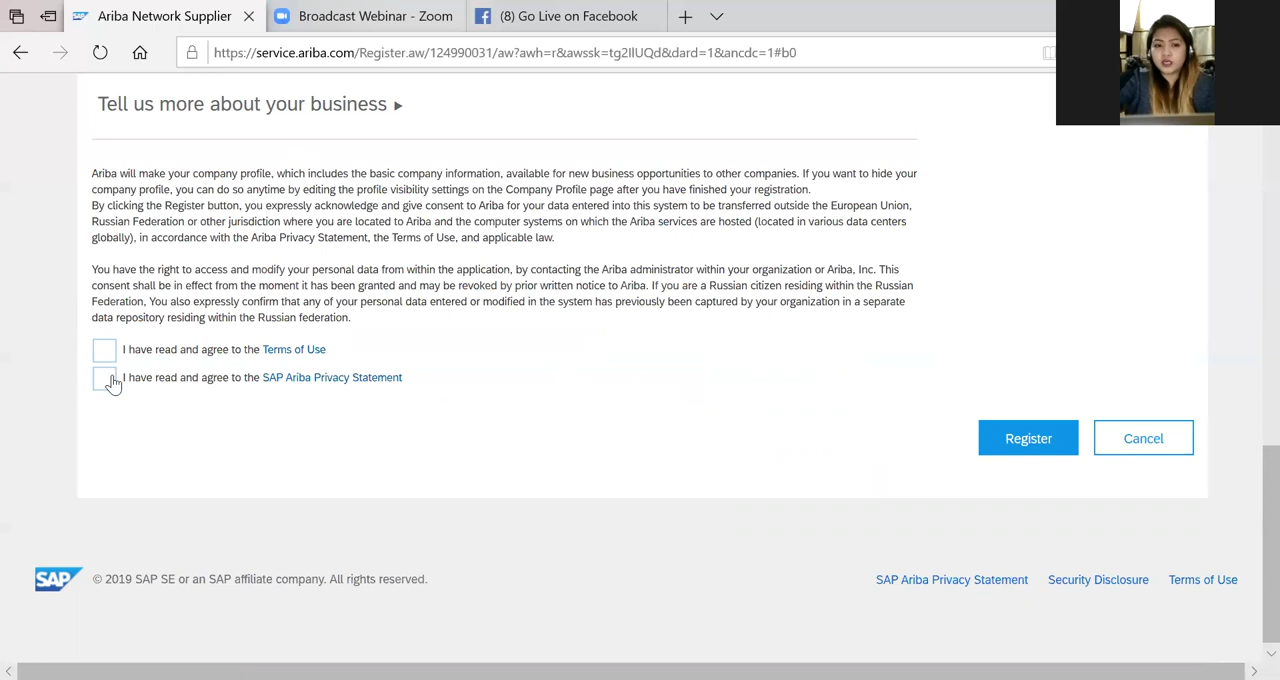 Ariba Network Supplier
Broadcast Webinar - Zoom
(8) Go Live on Facebook
https://service.ariba.com/Register.aw/124990031/aw?awh=r&awssk=tg2IlUQd&dard=1&ancdc=1#b0
Tell us more about your business
Ariba will make your company profile, which includes the basic company information, available for new business opportunities to other companies. If you want to hide your
company profile, you can do so anytime by editing the profile visibility settings on the Company Profile page after you have finished your registration.
By clicking the Register button, you expressly acknowledge and give consent to Ariba for your data entered into this system to be transferred outside the European Union,
Russian Federation or other jurisdiction where you are located to Ariba and the computer systems on which the Ariba services are hosted (located in various data centers
globally), in accordance with the Ariba Privacy Statement, the Terms of Use, and applicable law.
You have the right to access and modify your personal data from within the application, by contacting the Ariba administrator within your organization or Ariba, Inc. This
consent shall be in effect from the moment it has been granted and may be revoked by prior written notice to Ariba. If you are a Russian citizen residing within the Russian
Federation, You also expressly confirm that any of your personal data entered or modified in the system has previously been captured by your organization in a separate
data repository residing within the Russian federation.
I have read and agree to the Terms of Use
I have read and agree to the SAP Ariba Privacy Statement
Register
Cancel
SAP
© 2019 SAP SE or an SAP affiliate company. All rights reserved.
SAP Ariba Privacy Statement
Security Disclosure
Terms of Use